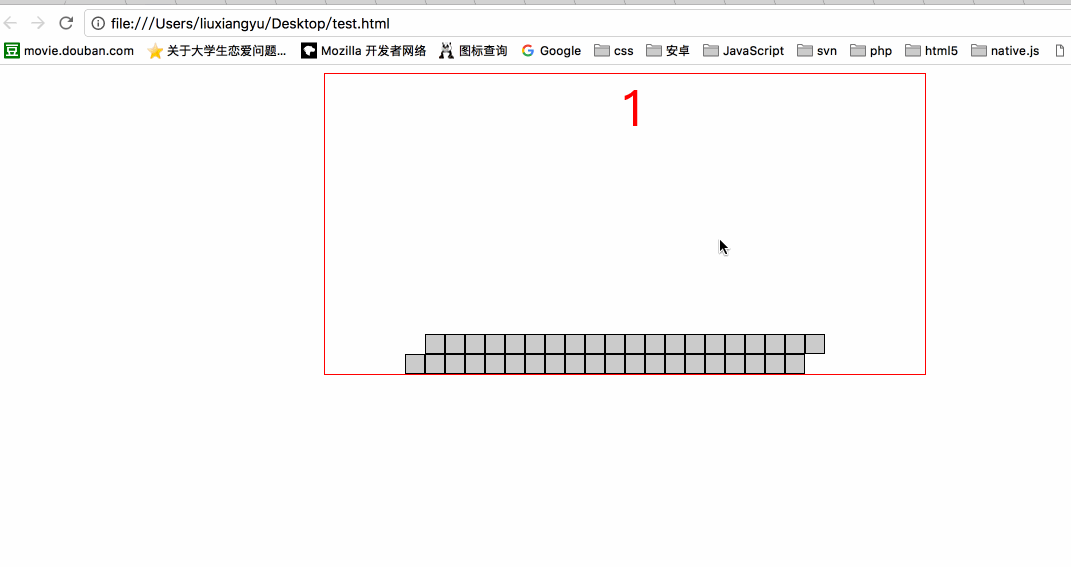 file:///Users/liuxiangyu/Desktop/test.html
movie.douban.com 关于大学生恋爱问题... Mozilla 开发者网络 图标查询 Google css 安卓 JavaScript svn php html5 native.js
1